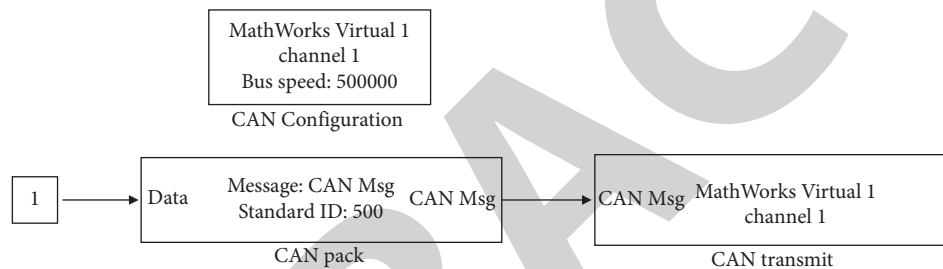 MathWorks Virtual 1
channel 1
Bus speed: 500000
CAN Configuration
1
Data
Message: CAN Msg
Standard ID: 500
CAN Msg
CAN pack
CAN Msg
MathWorks Virtual 1
channel 1
CAN transmit